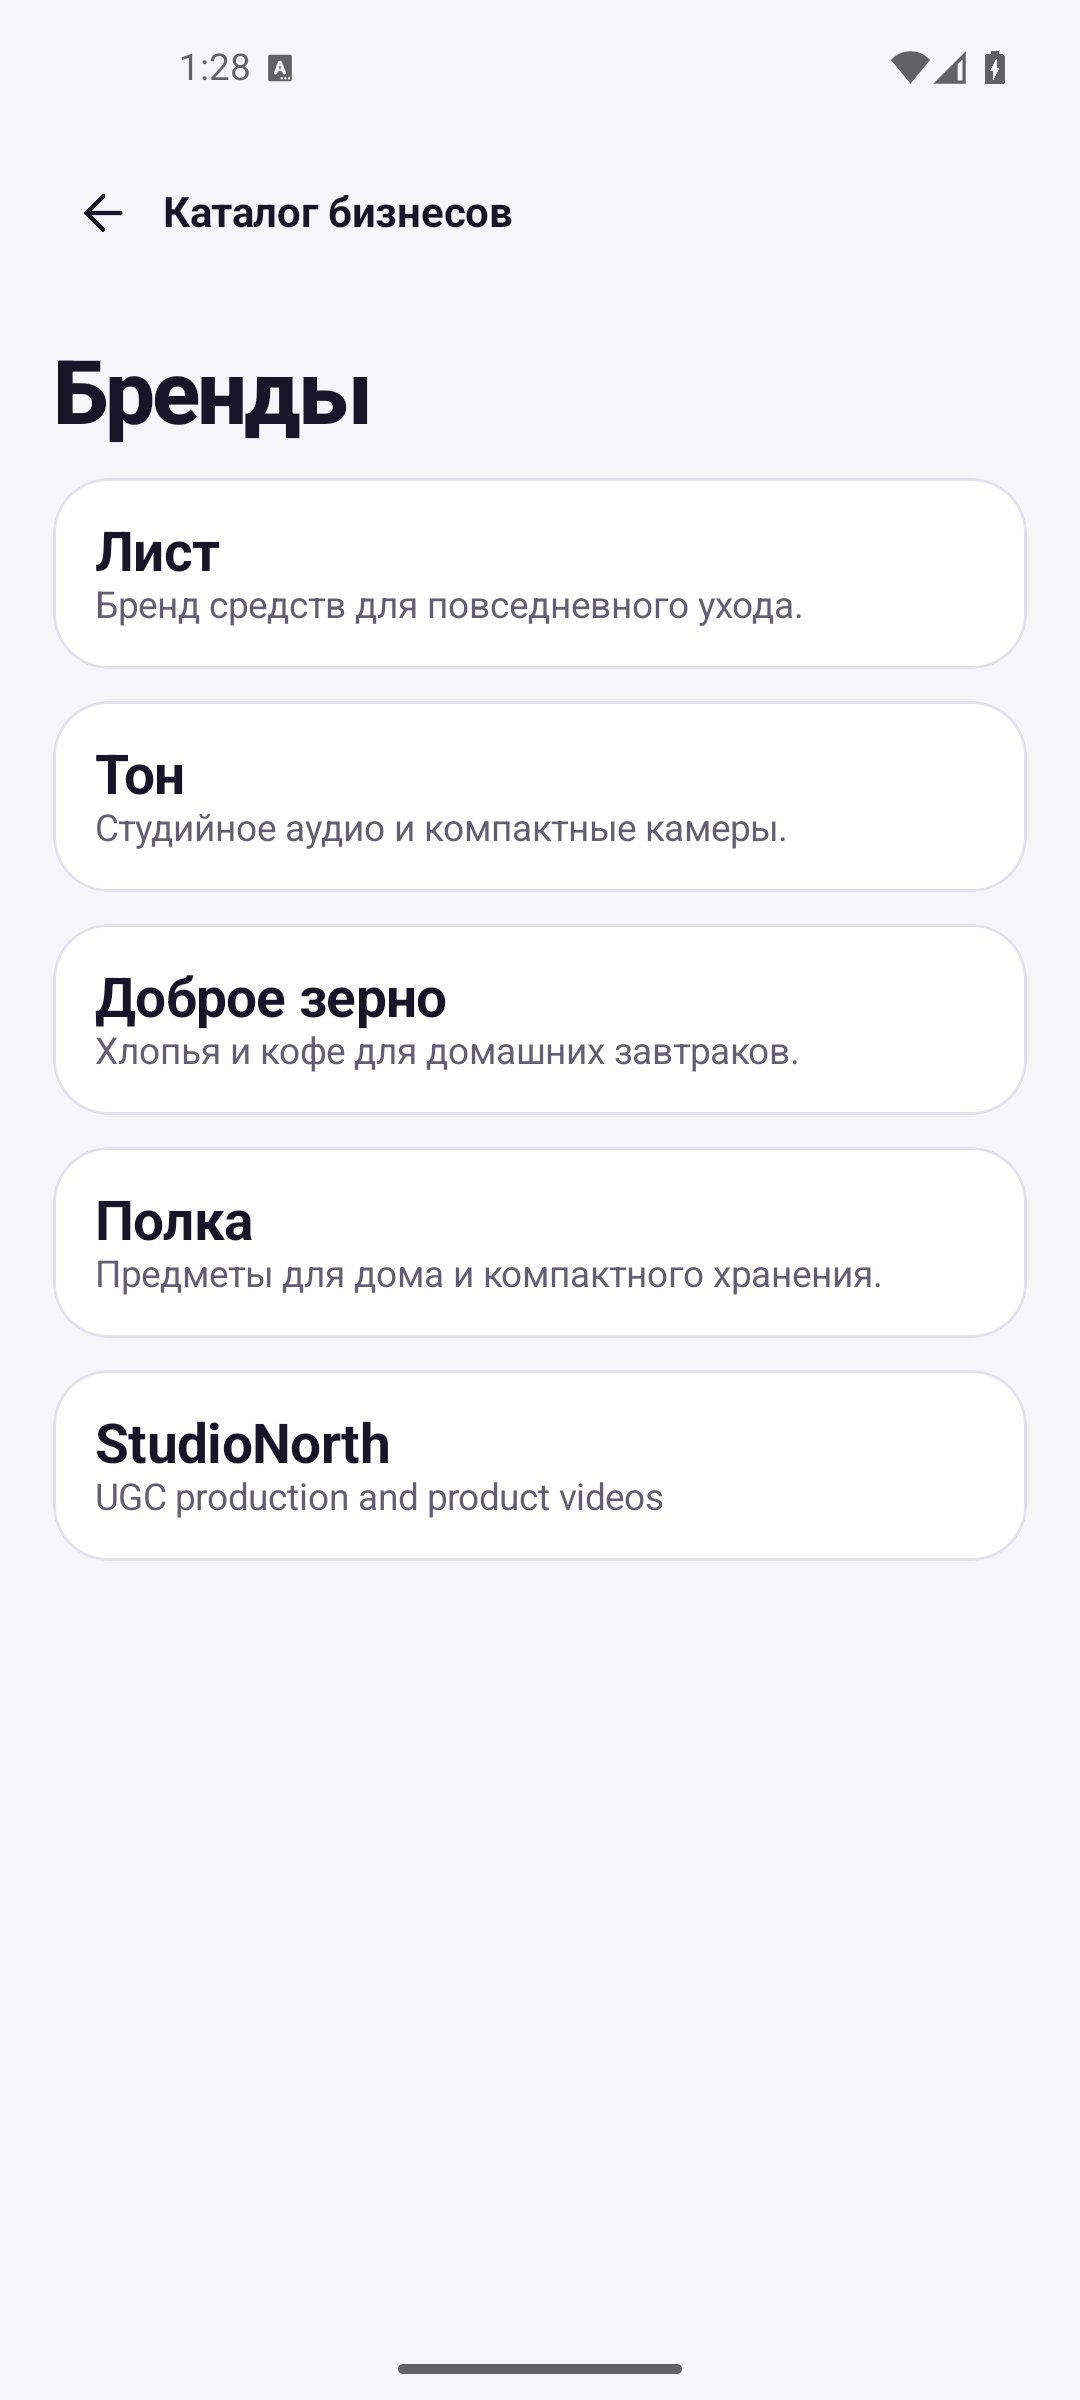 1:28
Каталог бизнесов
Бренды
Лист
Бренд средств для повседневного ухода.
Тон
Студийное аудио и компактные камеры.
Доброе зерно
Хлопья и кофе для домашних завтраков.
Полка
Предметы для дома и компактного хранения.
StudioNorth
UGC production and product videos